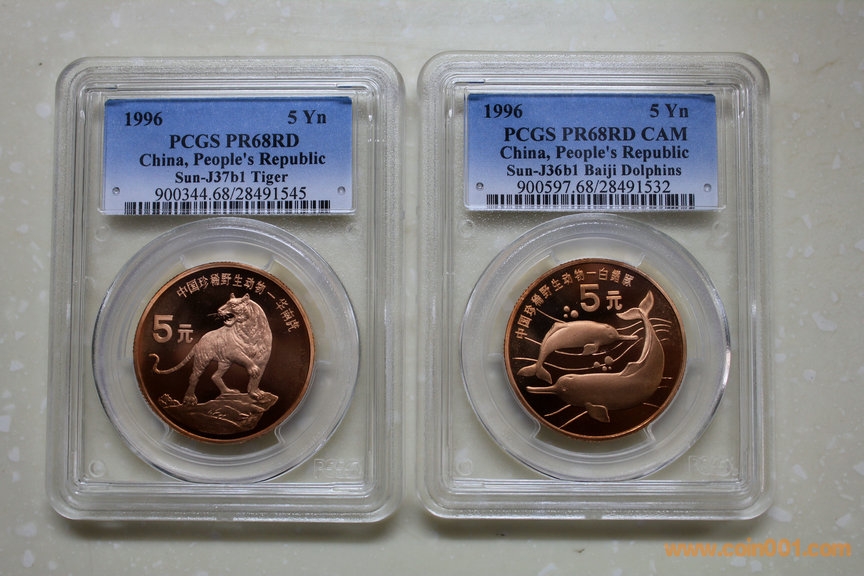 1996 5 Yn
PCGS PR68RD
China, People's Republic
Sun-J37b1 Tiger
900344.68/28491545
中国珍稀野生动物—华南虎
5元
1996 5 Yn
PCGS PR68RD CAM
China, People's Republic
Sun-J36b1 Baiji Dolphins
900597.68/28491532
中国珍稀野生动物—白鱀豚
5元
PCGS
www.coin001.com